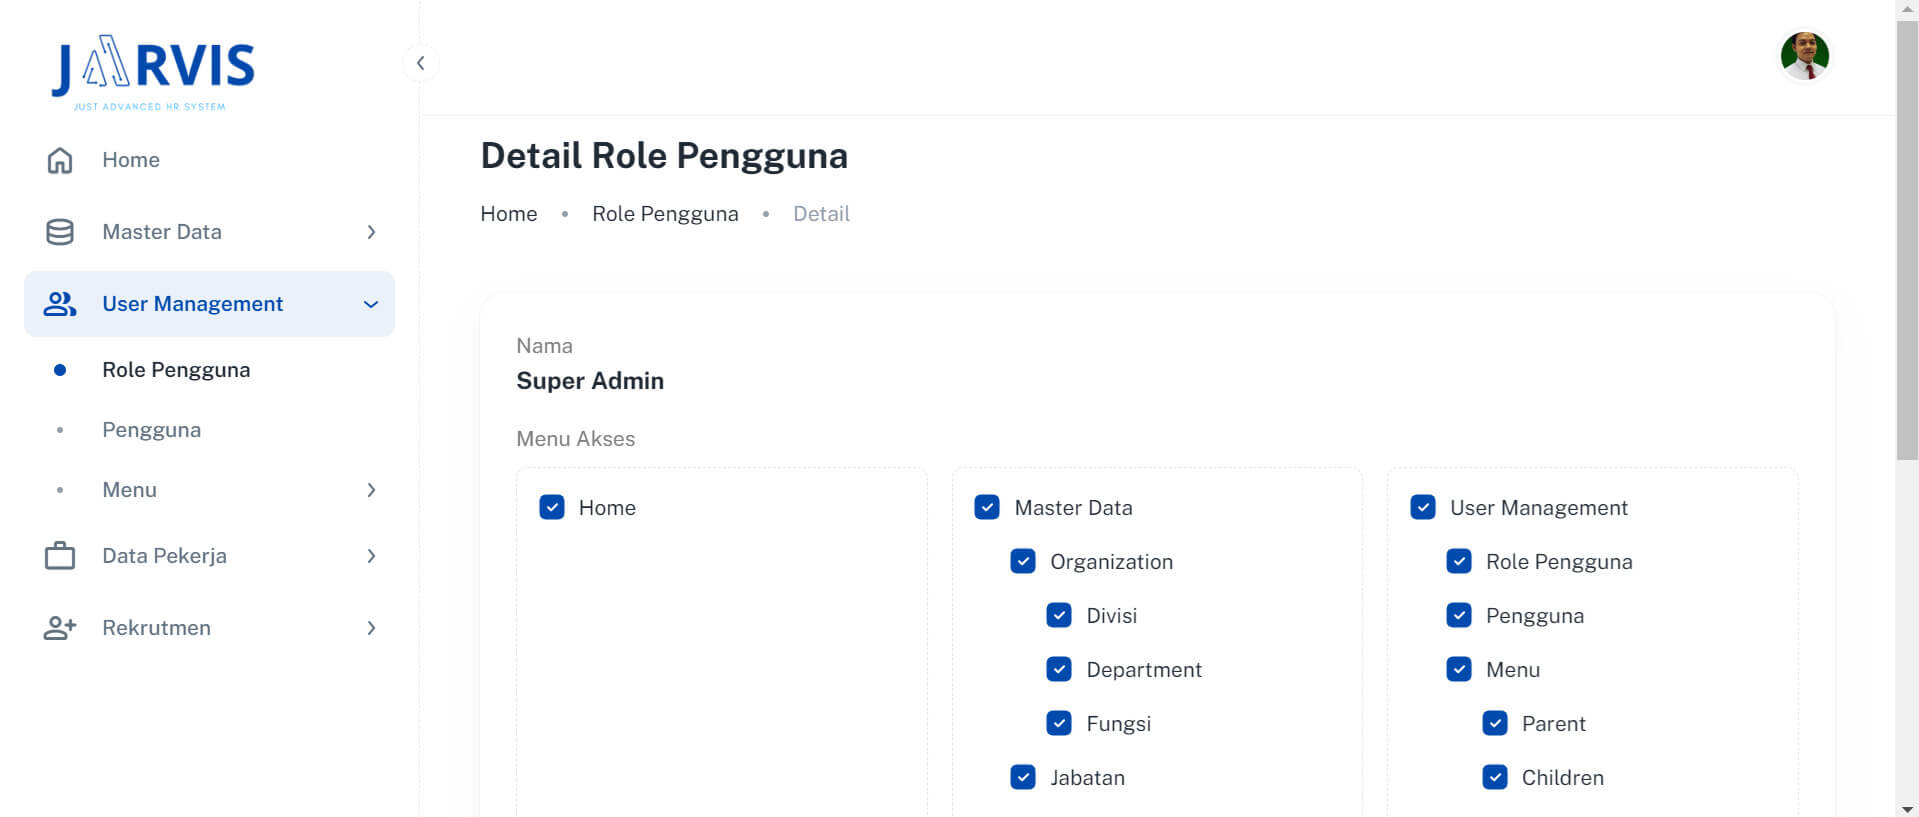 JARVIS
JUST ADVANCED HR SYSTEM
Home
Master Data
User Management
Role Pengguna
Pengguna
Menu
Data Pekerja
Rekrutmen
Detail Role Pengguna
Home • Role Pengguna • Detail
Nama
Super Admin
Menu Akses
Home
Master Data
Organization
Divisi
Department
Fungsi
Jabatan
User Management
Role Pengguna
Pengguna
Menu
Parent
Children